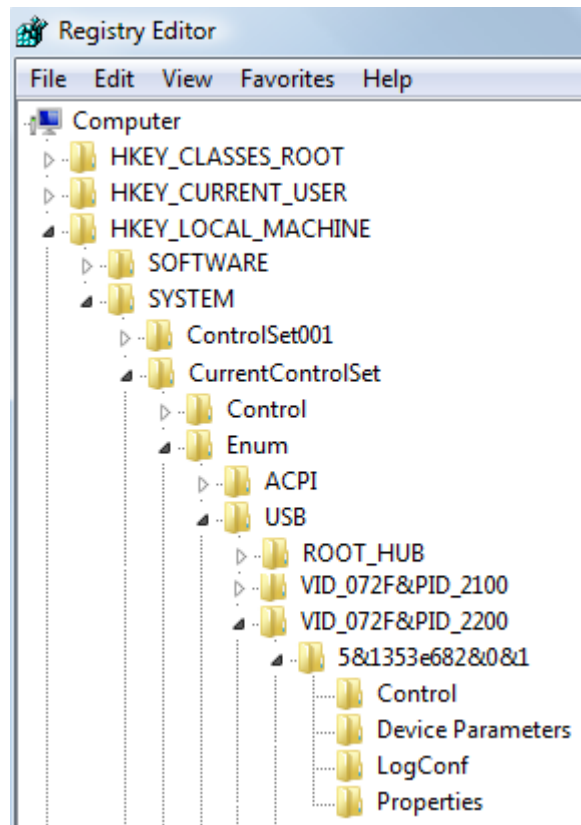 Registry Editor
File Edit View Favorites Help
Computer
HKEY_CLASSES_ROOT
HKEY_CURRENT_USER
HKEY_LOCAL_MACHINE
SOFTWARE
SYSTEM
ControlSet001
CurrentControlSet
Control
Enum
ACPI
USB
ROOT_HUB
VID_072F&PID_2100
VID_072F&PID_2200
5&1353e682&0&1
Control
Device Parameters
LogConf
Properties